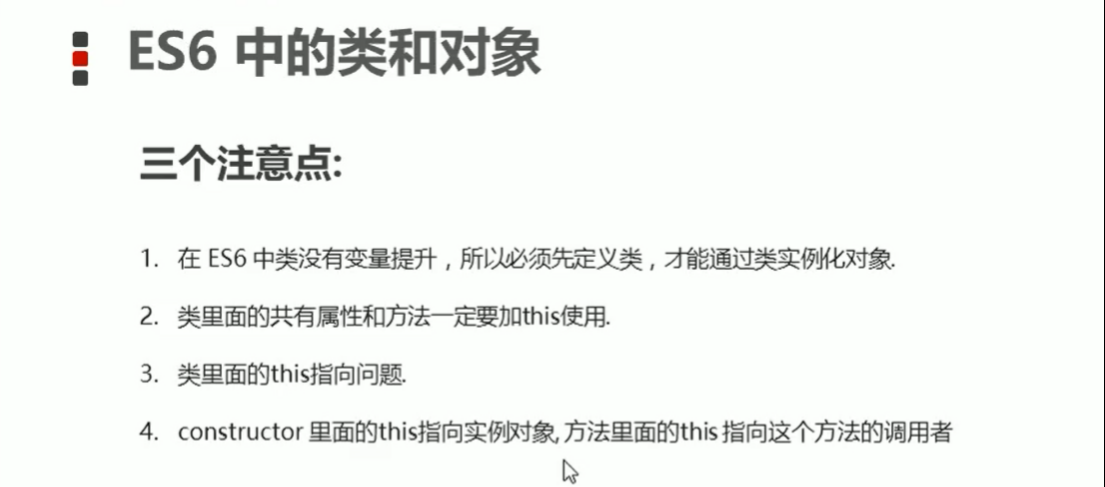 ES6 中的类和对象
三个注意点:
1. 在 ES6 中类没有变量提升，所以必须先定义类，才能通过类实例化对象.
2. 类里面的共有属性和方法一定要加this使用.
3. 类里面的this指向问题.
4. constructor 里面的this指向实例对象, 方法里面的this 指向这个方法的调用者